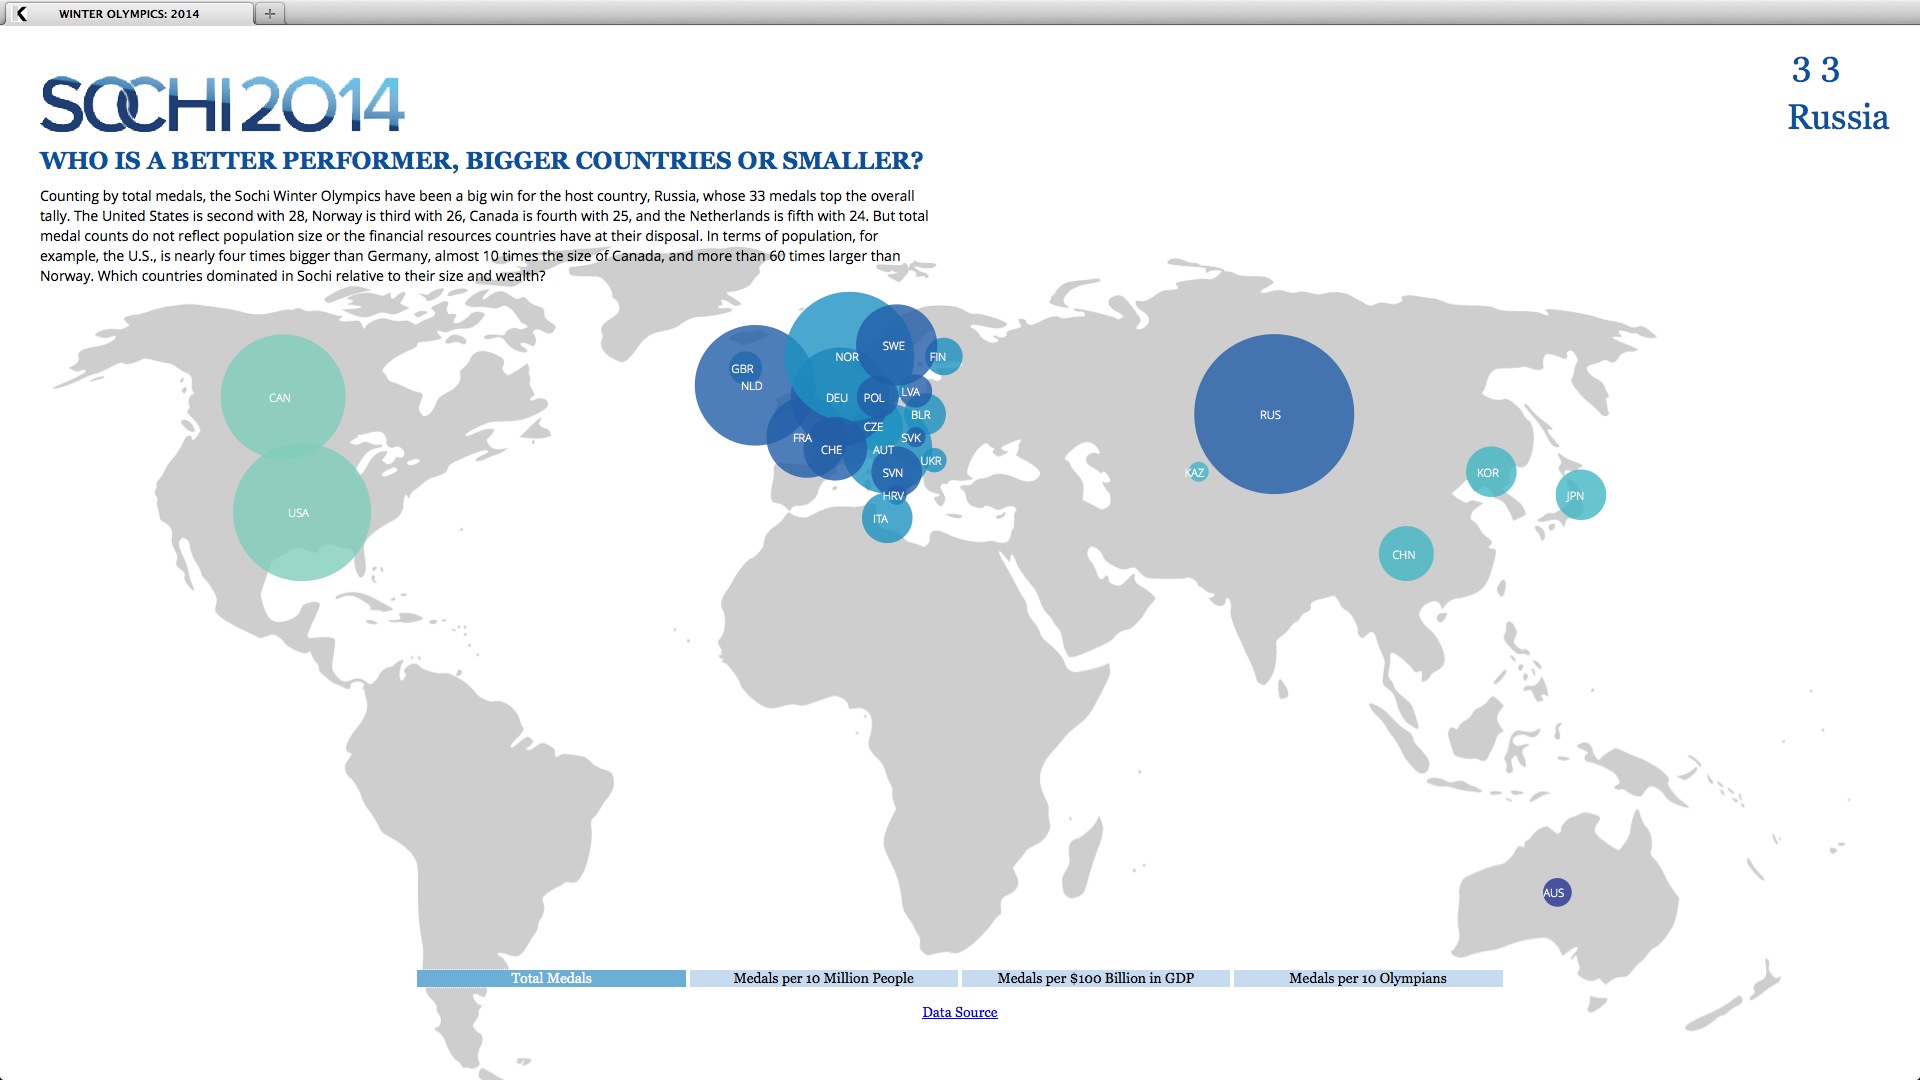 WINTER OLYMPICS: 2014
SOCHI 2014
33
Russia
WHO IS A BETTER PERFORMER, BIGGER COUNTRIES OR SMALLER?
Counting by total medals, the Sochi Winter Olympics have been a big win for the host country, Russia, whose 33 medals top the overall
tally. The United States is second with 28, Norway is third with 26, Canada is fourth with 25, and the Netherlands is fifth with 24. But total
medal counts do not reflect population size or the financial resources countries have at their disposal. In terms of population, for
example, the U.S., is nearly four times bigger than Germany, almost 10 times the size of Canada, and more than 60 times larger than
Norway. Which countries dominated in Sochi relative to their size and wealth?
SWE
NOR
FIN
GBR
NLD
LVA
CAN
DEU
POL
BLR
RUS
CZE
FRA
SVK
CHE
AUT
UKR
SVN
KAZ
KOR
HRV
JPN
USA
ITA
CHN
AUS
Total Medals
Medals per 10 Million People
Medals per $100 Billion in GDP
Medals per 10 Olympians
Data Source